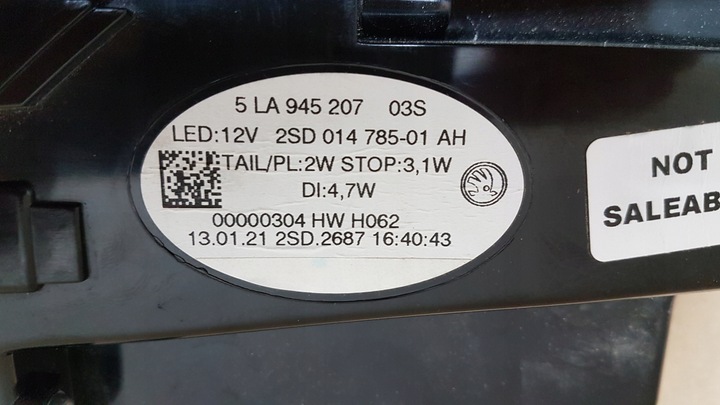 5 LA 945 207 03S
LED:12V 2SD 014 785-01 AH
TAIL/PL:2W STOP:3,1W
DI:4,7W
00000304 HW H062
13.01.21 2SD.2687 16:40:43
NOT